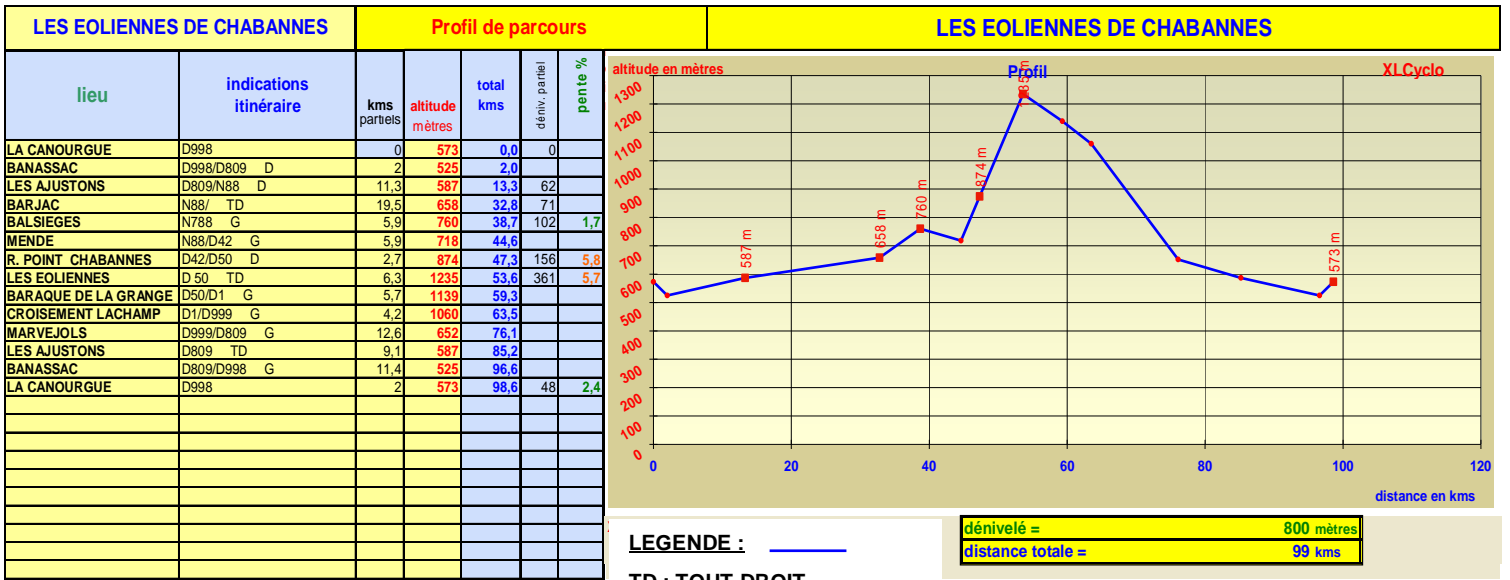 LES EOLIENNES DE CHABANNES Profil de parcours LES EOLIENNES DE CHABANNES
lieu indications itinéraire kms partiels altitude mètres total kms déniv. partiel pente %
LA CANOURGUE D998 0 573 0,0 0
BANASSAC D998/D809 D 2 525 2,0
LES AJUSTONS D809/N88 D 11,3 587 13,3 62
BARJAC N88/ TD 19,5 658 32,8 71
BALSIEGES N788 G 5,9 760 38,7 102 1,7
MENDE N88/D42 G 5,9 718 44,6
R. POINT CHABANNES D42/D50 D 2,7 874 47,3 156 5,8
LES EOLIENNES D 50 TD 6,3 1235 53,6 361 5,7
BARAQUE DE LA GRANGE D50/D1 G 5,7 1139 59,3
CROISEMENT LACHAMP D1/D999 G 4,2 1060 63,5
MARVEJOLS D999/D809 G 12,6 652 76,1
LES AJUSTONS D809 TD 9,1 587 85,2
BANASSAC D809/D998 G 11,4 525 96,6
LA CANOURGUE D998 2 573 98,6 48 2,4
altitude en mètres Profil XLCyclo
1300
1200
1100
1000
900
800
700
600
500
400
300
200
100
0
587 m
658 m
760 m
874 m
573 m
0 20 40 60 80 100 120
distance en kms
LEGENDE :
TD : TOUT DROIT
dénivelé = 800 mètres
distance totale = 99 kms